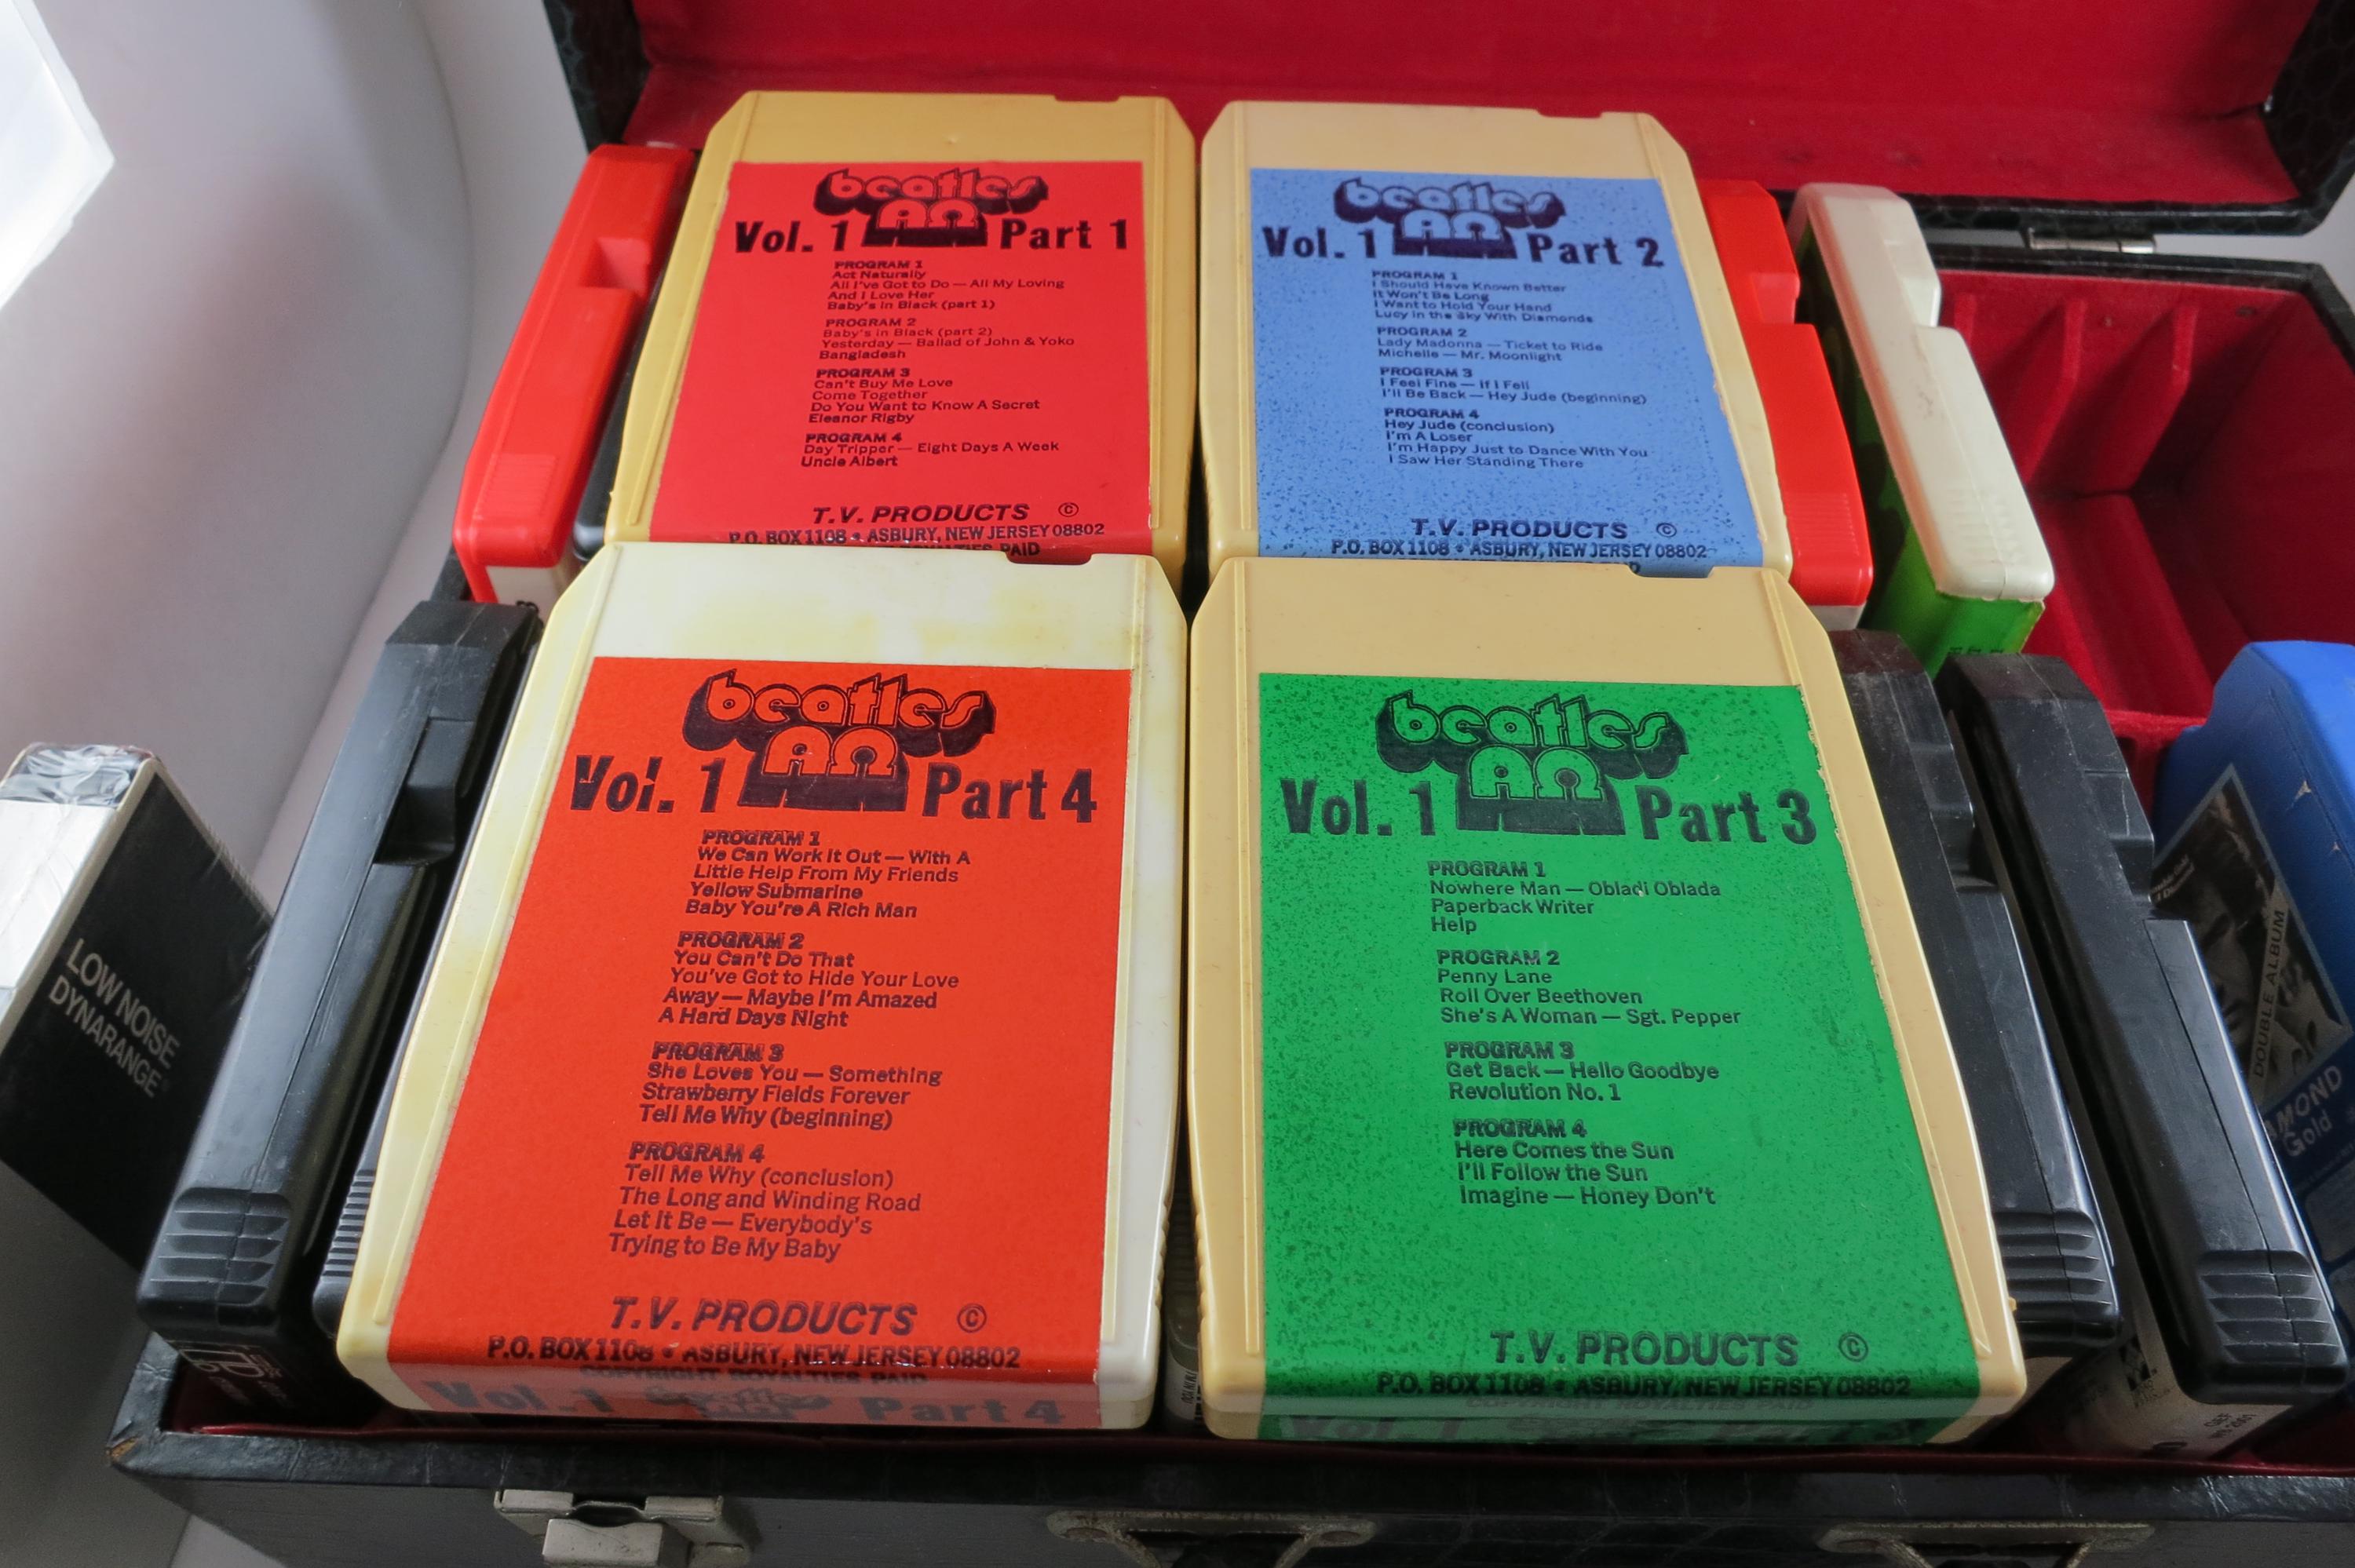 beatles
AΩ
Vol. 1 Part 1
PROGRAM 1
Act Naturally
All I've Got to Do — All My Loving
And I Love Her
Baby's in Black (part 1)
PROGRAM 2
Baby's in Black (part 2)
Yesterday — Ballad of John & Yoko
Bangladesh
PROGRAM 3
Can't Buy Me Love
Come Together
Do You Want to Know A Secret
Eleanor Rigby
PROGRAM 4
Day Tripper — Eight Days A Week
Uncle Albert
T.V. PRODUCTS ©
P.O. BOX 1108 • ASBURY, NEW JERSEY 08802
ROYALTIES PAID
beatles
AΩ
Vol. 1 Part 2
PROGRAM 1
I Should Have Known Better
It Won't Be Long
I Want to Hold Your Hand
Lucy in the Sky With Diamonds
PROGRAM 2
Lady Madonna — Ticket to Ride
Michelle — Mr. Moonlight
PROGRAM 3
I Feel Fine — If I Fell
I'll Be Back — Hey Jude (beginning)
PROGRAM 4
Hey Jude (conclusion)
I'm A Loser
I'm Happy Just to Dance With You
I Saw Her Standing There
T.V. PRODUCTS ©
P.O. BOX 1108 • ASBURY, NEW JERSEY 08802
beatles
AΩ
Vol. 1 Part 4
PROGRAM 1
We Can Work It Out — With A
Little Help From My Friends
Yellow Submarine
Baby You're A Rich Man
PROGRAM 2
You Can't Do That
You've Got to Hide Your Love
Away — Maybe I'm Amazed
A Hard Days Night
PROGRAM 3
She Loves You — Something
Strawberry Fields Forever
Tell Me Why (beginning)
PROGRAM 4
Tell Me Why (conclusion)
The Long and Winding Road
Let It Be — Everybody's
Trying to Be My Baby
T.V. PRODUCTS ©
P.O. BOX 1108 • ASBURY, NEW JERSEY 08802
COPYRIGHT ROYALTIES PAID
Vol. 1 beatles Part 4
beatles
AΩ
Vol. 1 Part 3
PROGRAM 1
Nowhere Man — Obladi Oblada
Paperback Writer
Help
PROGRAM 2
Penny Lane
Roll Over Beethoven
She's A Woman — Sgt. Pepper
PROGRAM 3
Get Back — Hello Goodbye
Revolution No. 1
PROGRAM 4
Here Comes the Sun
I'll Follow the Sun
Imagine — Honey Don't
T.V. PRODUCTS ©
P.O. BOX 1108 • ASBURY, NEW JERSEY 08802
COPYRIGHT ROYALTIES PAID
Vol. 1
LOW NOISE
DYNARANGE
DOUBLE ALBUM
Gold